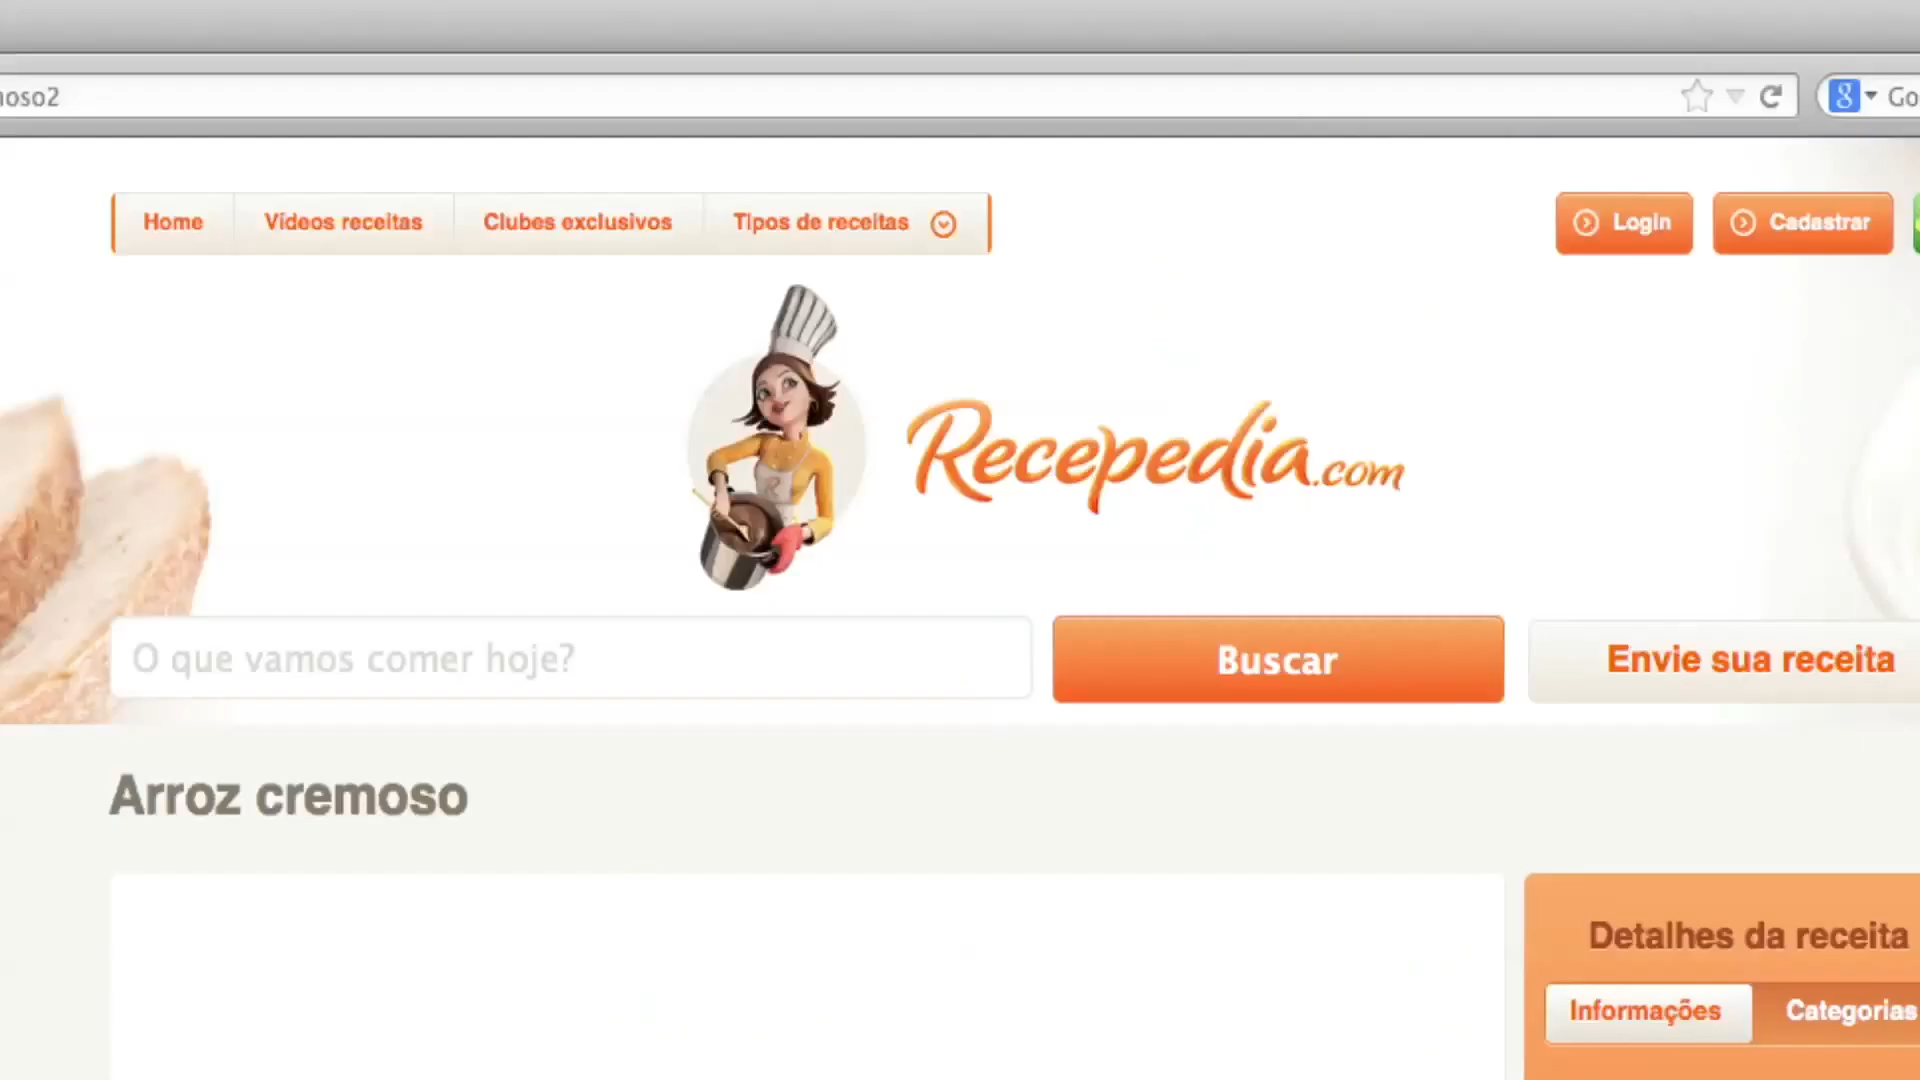 oso2
Go
Home
Vídeos receitas
Clubes exclusivos
Tipos de receitas
Login
Cadastrar
Recepedia.com
O que vamos comer hoje?
Buscar
Envie sua receita
Arroz cremoso
Detalhes da receita
Informações
Categorias